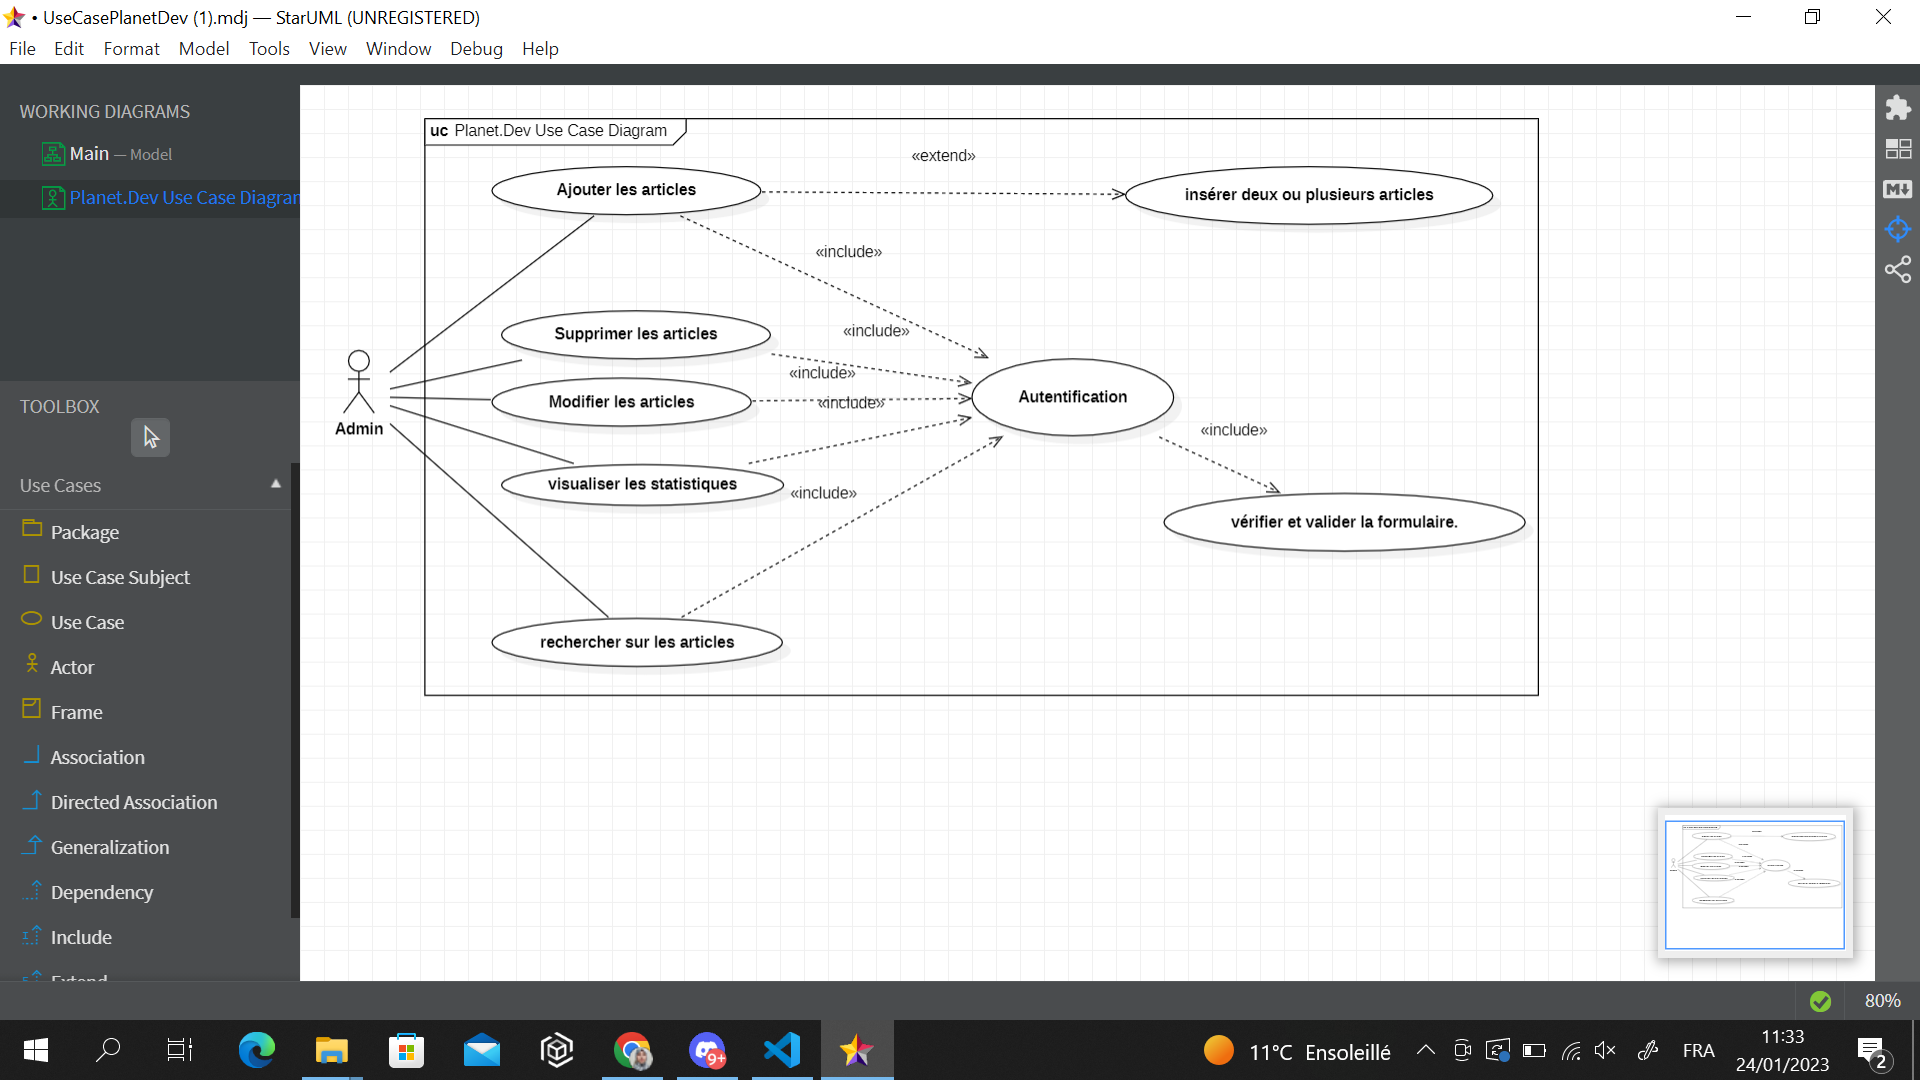 • UseCasePlanetDev (1).mdj — StarUML (UNREGISTERED)
File Edit Format Model Tools View Window Debug Help
WORKING DIAGRAMS
Main — Model
Planet.Dev Use Case Diagran
TOOLBOX
Use Cases
Package
Use Case Subject
Use Case
Actor
Frame
Association
Directed Association
Generalization
Dependency
Include
Extend
uc Planet.Dev Use Case Diagram
«extend»
Ajouter les articles
insérer deux ou plusieurs articles
«include»
Supprimer les articles
«include»
«include»
Modifier les articles
«include»
Autentification
Admin
«include»
visualiser les statistiques
«include»
vérifier et valider la formulaire.
rechercher sur les articles
M
80%
9+
11°C Ensoleillé
FRA
11:33
24/01/2023
2